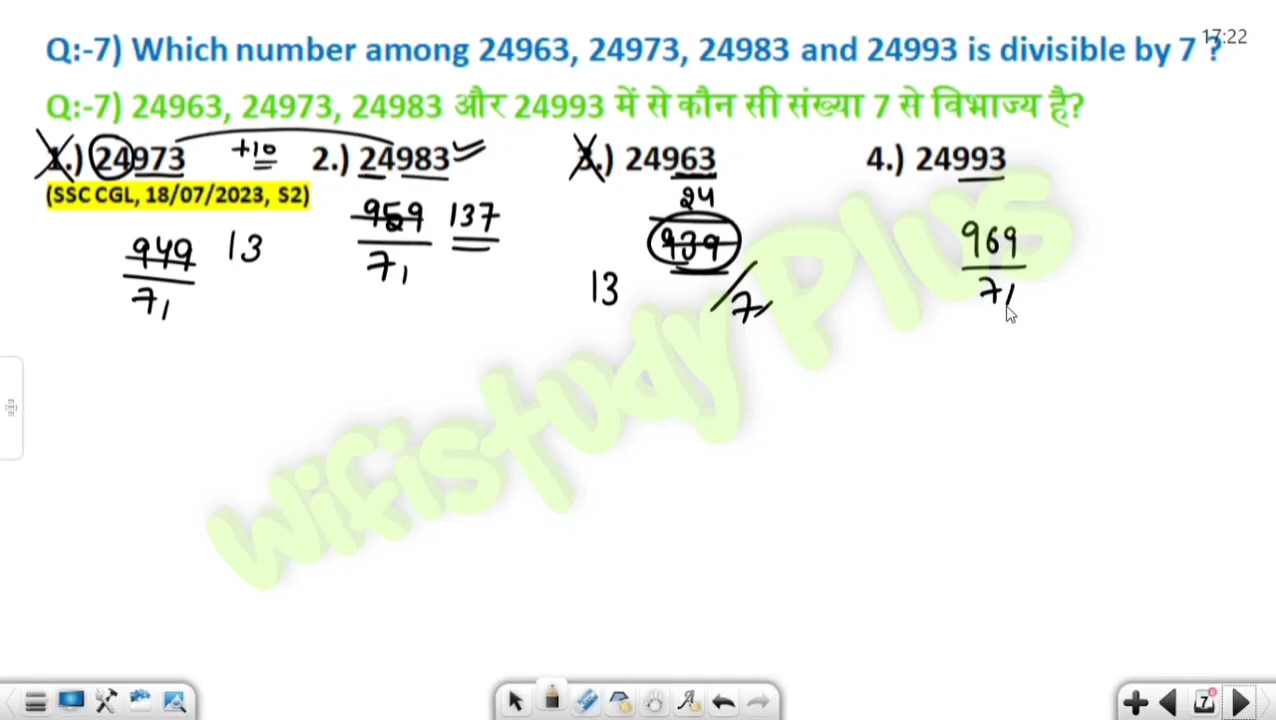 17:22
Q:-7) Which number among 24963, 24973, 24983 and 24993 is divisible by 7 ?
Q:-7) 24963, 24973, 24983 और 24993 में से कौन सी संख्या 7 से विभाज्य है?
1.) 24973 +10 2.) 24983 3.) 24963 4.) 24993
(SSC CGL, 18/07/2023, S2)
24
959 137 939 969
949 13
71 71 13 7 71
wifistudy Plus
7